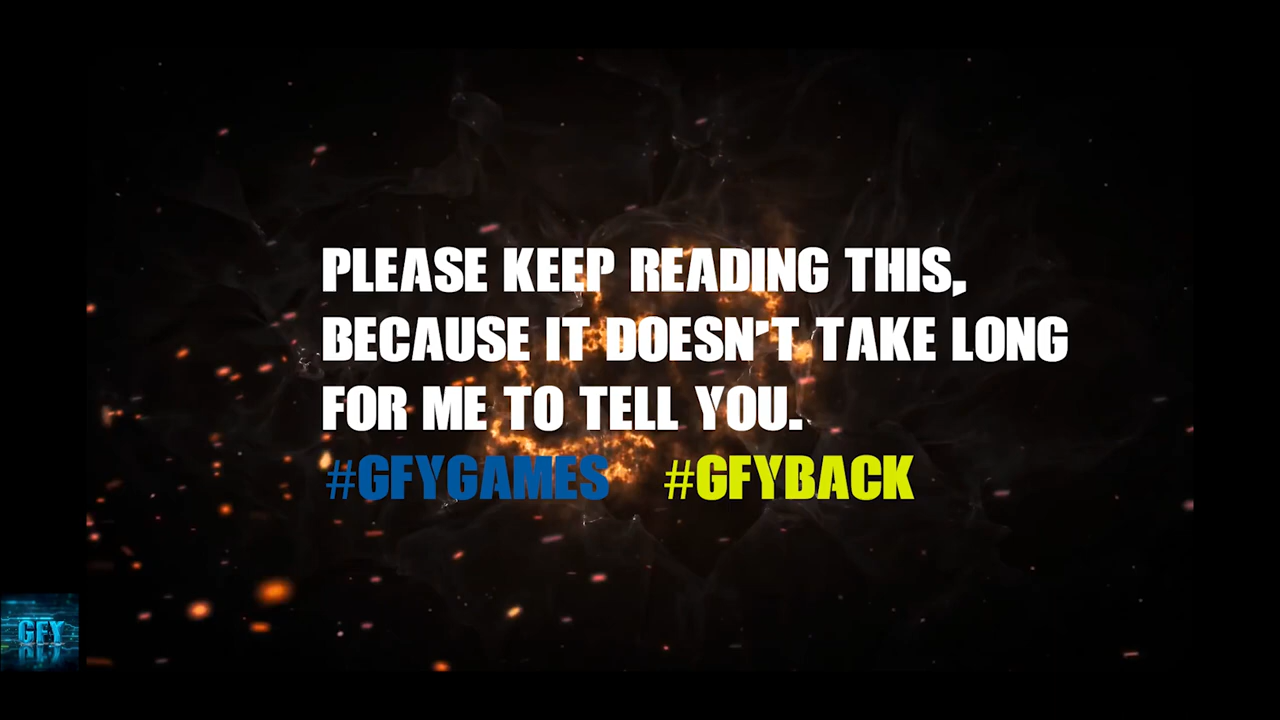 PLEASE KEEP READING THIS,
BECAUSE IT DOESN'T TAKE LONG
FOR ME TO TELL YOU.
#GFYGAMES #GFYBACK
GFY